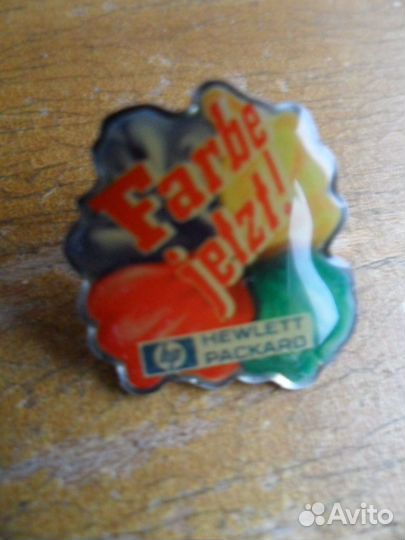 Farbe
jetzt!
hp HEWLETT
PACKARD
Avito